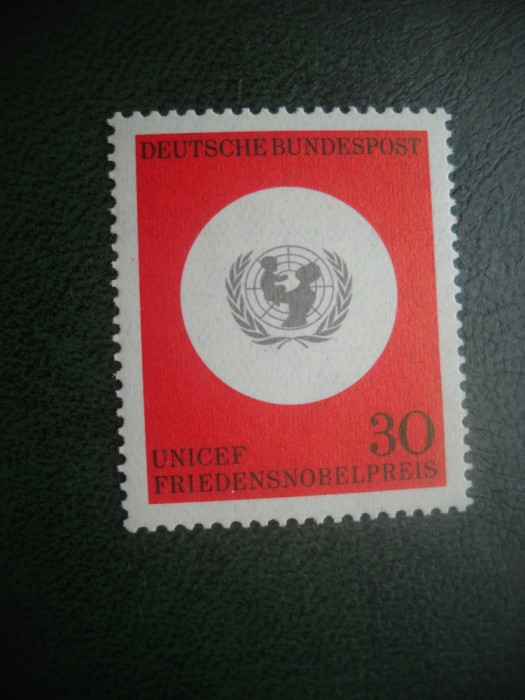 DEUTSCHE BUNDESPOST
30
UNICEF
FRIEDENSNOBELPREIS